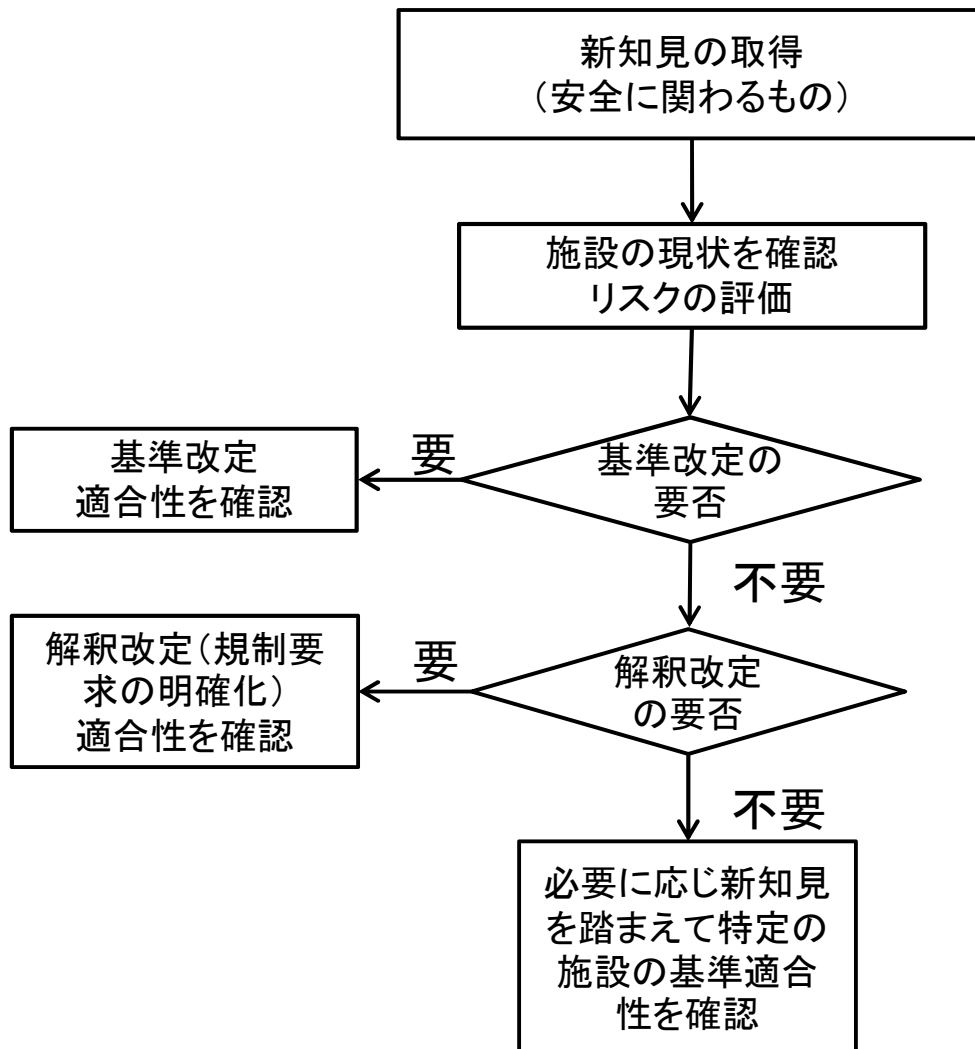 新知見の取得
（安全に関わるもの）
施設の現状を確認
リスクの評価
基準改定の
要否
要
基準改定
適合性を確認
不要
解釈改定
の要否
要
解釈改定（規制要
求の明確化）
適合性を確認
不要
必要に応じ新知見
を踏まえて特定の
施設の基準適合
性を確認